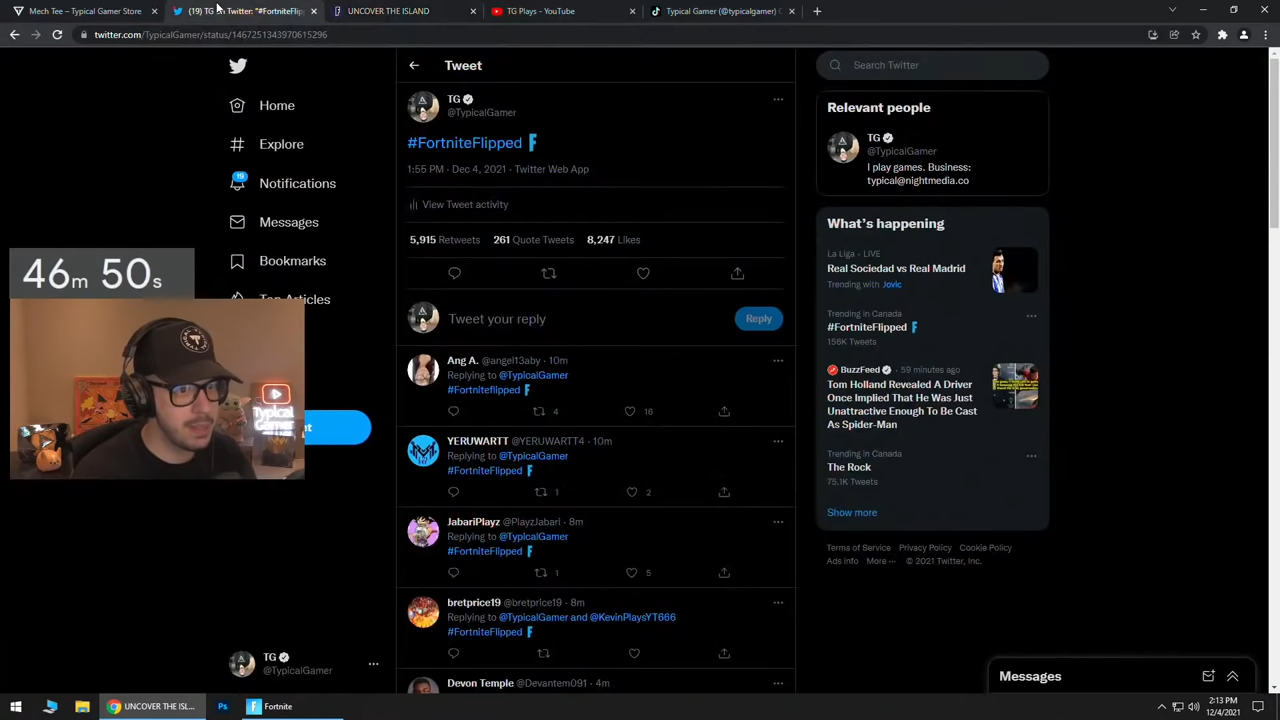 Mech Tee – Typical Gamer Store
(19) TG on Twitter: "#FortniteFlip
UNCOVER THE ISLAND
TG Plays - YouTube
Typical Gamer (@typicalgamer)
twitter.com/TypicalGamer/status/1467251343970615296
Home
Explore
19
Notifications
Messages
Bookmarks
Top Articles
TG
@TypicalGamer
46m 50s
Typical
Gamer
Tweet
TG
@TypicalGamer
#FortniteFlipped
1:55 PM · Dec 4, 2021 · Twitter Web App
View Tweet activity
5,915 Retweets 261 Quote Tweets 8,247 Likes
Tweet your reply
Reply
Ang A. @angel13aby · 10m
Replying to @TypicalGamer
#Fortniteflipped
4 16
YERUWARTT @YERUWARTT4 · 10m
Replying to @TypicalGamer
#FortniteFlipped
1 2
JabariPlayz @PlayzJabari · 8m
Replying to @TypicalGamer
#FortniteFlipped
1 5
bretprice19 @bretprice19 · 8m
Replying to @TypicalGamer and @KevinPlaysYT666
#FortniteFlipped
Devon Temple @Devantem091 · 4m
Search Twitter
Relevant people
TG
@TypicalGamer
I play games. Business:
typical@nightmedia.co
What's happening
La Liga · LIVE
Real Sociedad vs Real Madrid
Trending with Jovic
Trending in Canada
#FortniteFlipped
156K Tweets
BuzzFeed · 59 minutes ago
Tom Holland Revealed A Driver
Once Implied That He Was Just
Unattractive Enough To Be Cast
As Spider-Man
Trending in Canada
The Rock
75.1K Tweets
Show more
Terms of Service Privacy Policy Cookie Policy
Ads info More ··· © 2021 Twitter, Inc.
Messages
UNCOVER THE ISL...
Ps
Fortnite
2:13 PM
12/4/2021